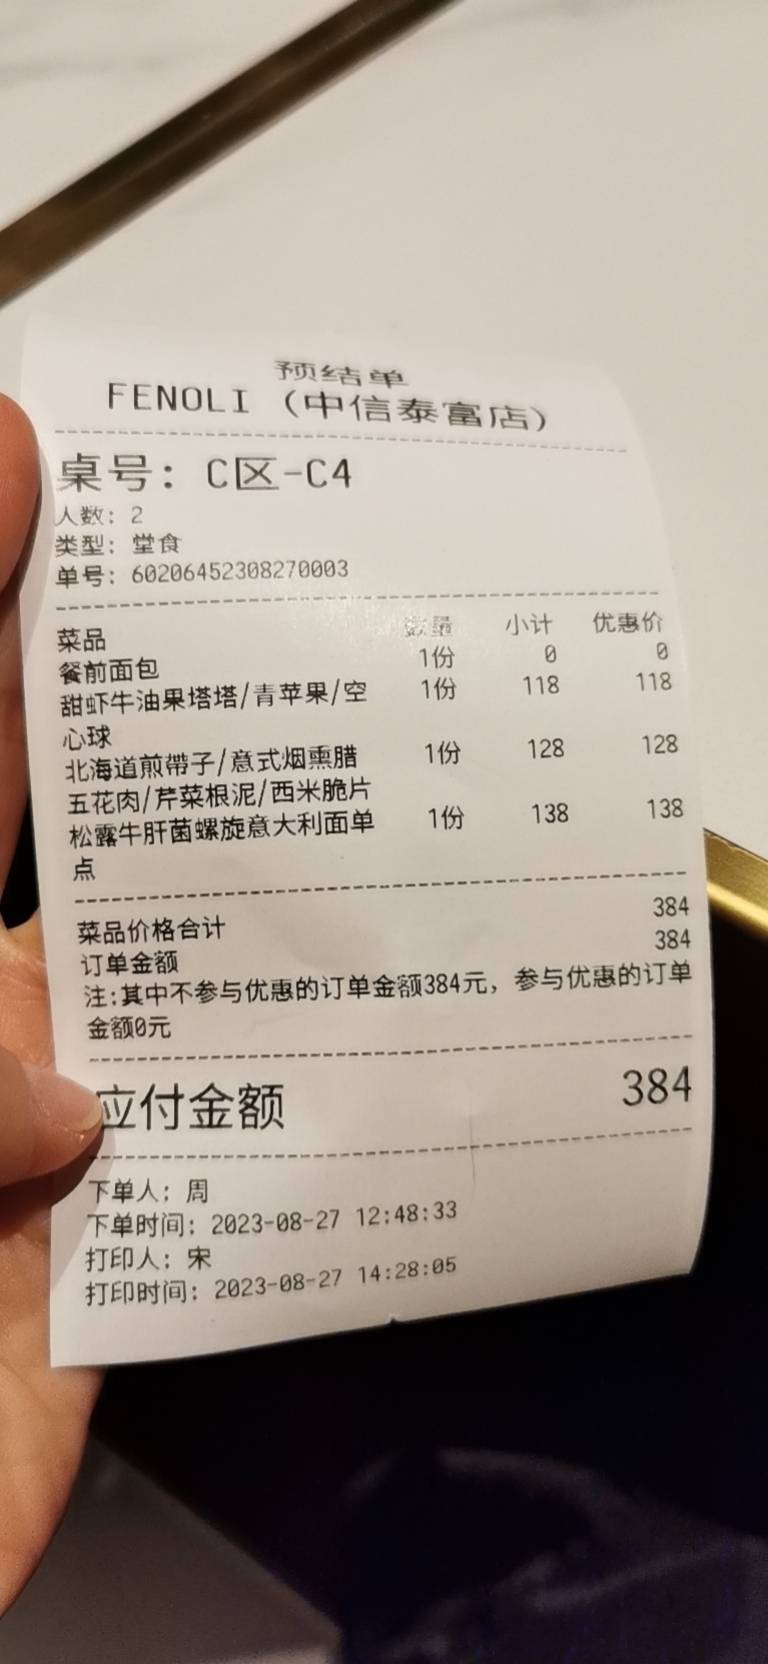 预结单
FENOLI (中信泰富店)
桌号: C区-C4
人数: 2
类型: 堂食
单号: 60206452308270003
菜品 数量 小计 优惠价
餐前面包 1份 0 0
甜虾牛油果塔塔/青苹果/空 1份 118 118
心球
北海道煎帶子/意式烟熏腊 1份 128 128
五花肉/芹菜根泥/西米脆片
松露牛肝菌螺旋意大利面单 1份 138 138
点
菜品价格合计 384
订单金额 384
注:其中不参与优惠的订单金额384元, 参与优惠的订单
金额0元
应付金额 384
下单人: 周
下单时间: 2023-08-27 12:48:33
打印人: 宋
打印时间: 2023-08-27 14:28:05